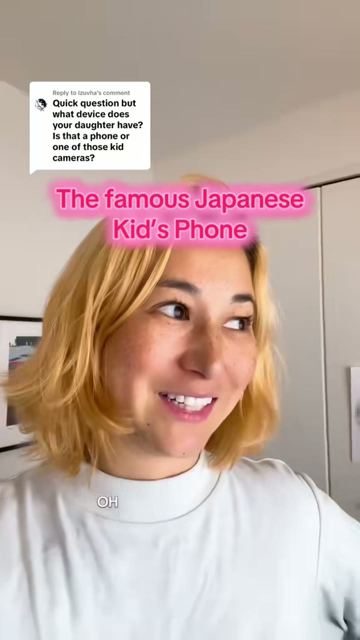 Reply to Izuvha's comment
Quick question but
what device does
your daughter have?
Is that a phone or
one of those kid
cameras?
The famous Japanese
Kid's Phone
OH